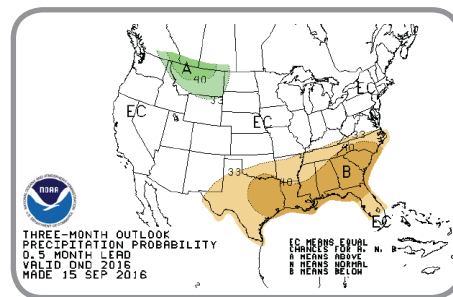 A
40
33
EC
EC
EC
33
40
33
40
B
EC
NOAA
THREE-MONTH OUTLOOK
PRECIPITATION PROBABILITY
0.5 MONTH LEAD
VALID OND 2016
MADE 15 SEP 2016
EC MEANS EQUAL
CHANCES FOR A, N, B
A MEANS ABOVE
N MEANS NORMAL
B MEANS BELOW